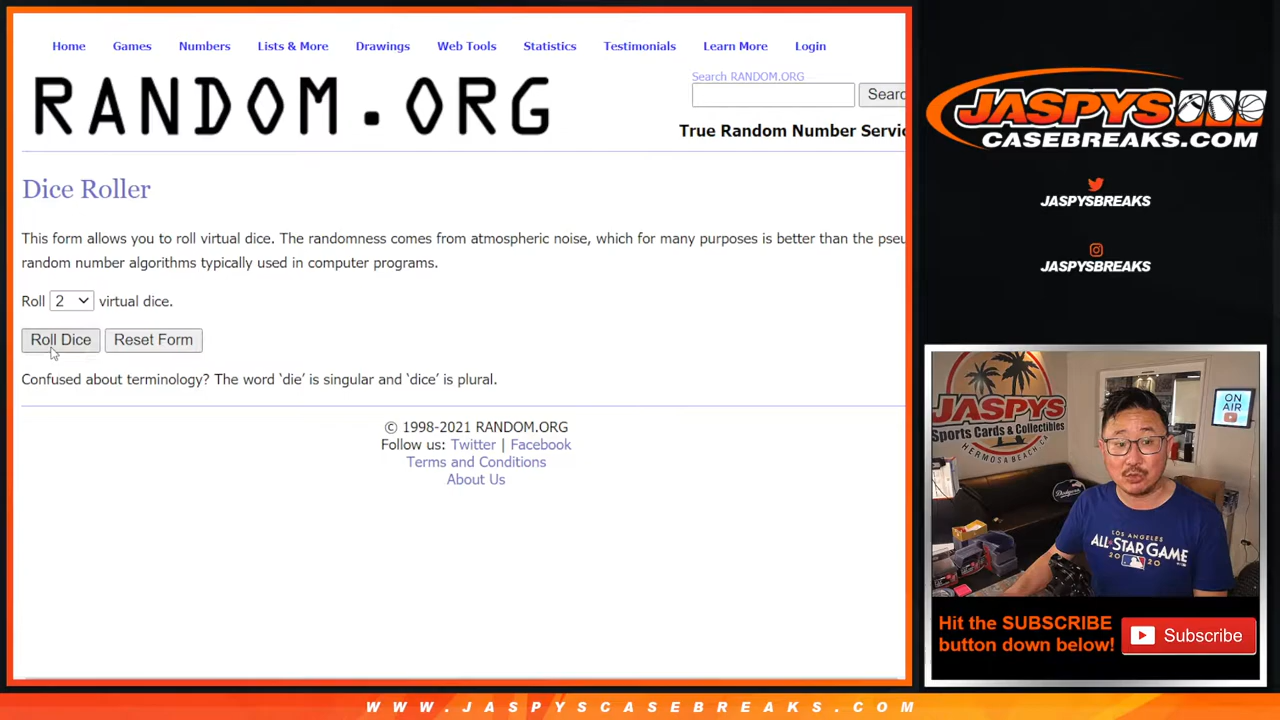 Home Games Numbers Lists & More Drawings Web Tools Statistics Testimonials Learn More Login
RANDOM.ORG
Search RANDOM.ORG
Searc
True Random Number Servic
Dice Roller
This form allows you to roll virtual dice. The randomness comes from atmospheric noise, which for many purposes is better than the pseu
random number algorithms typically used in computer programs.
Roll 2 virtual dice.
Roll Dice Reset Form
Confused about terminology? The word ‘die’ is singular and ‘dice’ is plural.
© 1998-2021 RANDOM.ORG
Follow us: Twitter | Facebook
Terms and Conditions
About Us
JASPYS
CASEBREAKS.COM
JASPYSBREAKS
JASPYSBREAKS
JASPYS
Sports Cards & Collectibles
HERMOSA BEACH CA
ON
AIR
Dodgers
LOS ANGELES
ALL-STAR GAME
2020
Hit the SUBSCRIBE
button down below!
Subscribe
WWW.JASPYSCASEBREAKS.COM